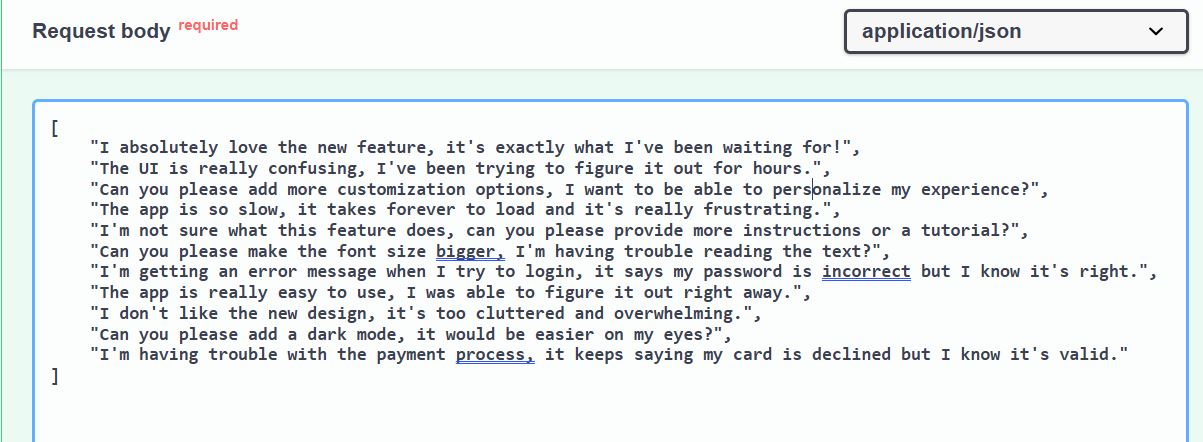 Request body required
application/json
[
"I absolutely love the new feature, it's exactly what I've been waiting for!",
"The UI is really confusing, I've been trying to figure it out for hours.",
"Can you please add more customization options, I want to be able to personalize my experience?",
"The app is so slow, it takes forever to load and it's really frustrating.",
"I'm not sure what this feature does, can you please provide more instructions or a tutorial?",
"Can you please make the font size bigger, I'm having trouble reading the text?",
"I'm getting an error message when I try to login, it says my password is incorrect but I know it's right.",
"The app is really easy to use, I was able to figure it out right away.",
"I don't like the new design, it's too cluttered and overwhelming.",
"Can you please add a dark mode, it would be easier on my eyes?",
"I'm having trouble with the payment process, it keeps saying my card is declined but I know it's valid."
]